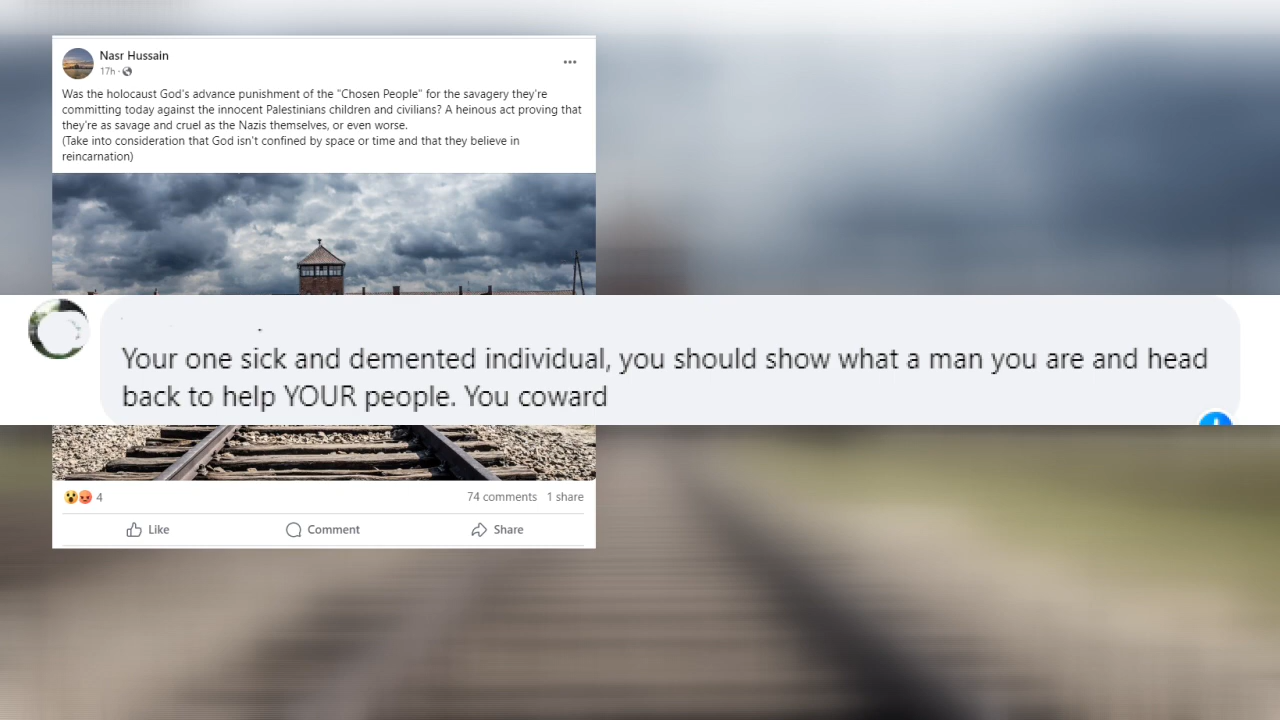 Nasr Hussain
17h ·
Was the holocaust God's advance punishment of the "Chosen People" for the savagery they're
committing today against the innocent Palestinians children and civilians? A heinous act proving that
they're as savage and cruel as the Nazis themselves, or even worse.
(Take into consideration that God isn't confined by space or time and that they believe in
reincarnation)
Your one sick and demented individual, you should show what a man you are and head
back to help YOUR people. You coward
4 74 comments 1 share
Like Comment Share